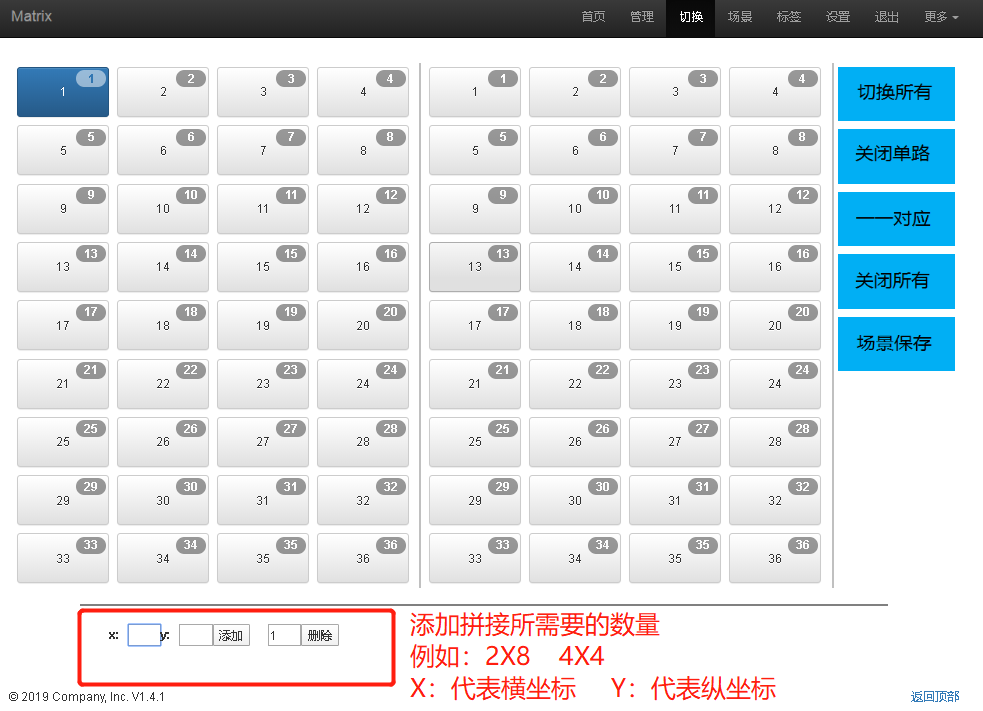 Matrix 首页 管理 切换 场景 标签 设置 退出 更多
1 1 2 2 3 3 4 4 1 1 2 2 3 3 4 4 切换所有
5 5 6 6 7 7 8 8 5 5 6 6 7 7 8 8 关闭单路
9 9 10 10 11 11 12 12 9 9 10 10 11 11 12 12 一一对应
13 13 14 14 15 15 16 16 13 13 14 14 15 15 16 16 关闭所有
17 17 18 18 19 19 20 20 17 17 18 18 19 19 20 20 场景保存
21 21 22 22 23 23 24 24 21 21 22 22 23 23 24 24
25 25 26 26 27 27 28 28 25 25 26 26 27 27 28 28
29 29 30 30 31 31 32 32 29 29 30 30 31 31 32 32
33 33 34 34 35 35 36 36 33 33 34 34 35 35 36 36
x: y: 添加 1 删除
添加拼接所需要的数量
例如：2X8 4X4
X：代表横坐标 Y：代表纵坐标
© 2019 Company, Inc. V1.4.1 返回顶部